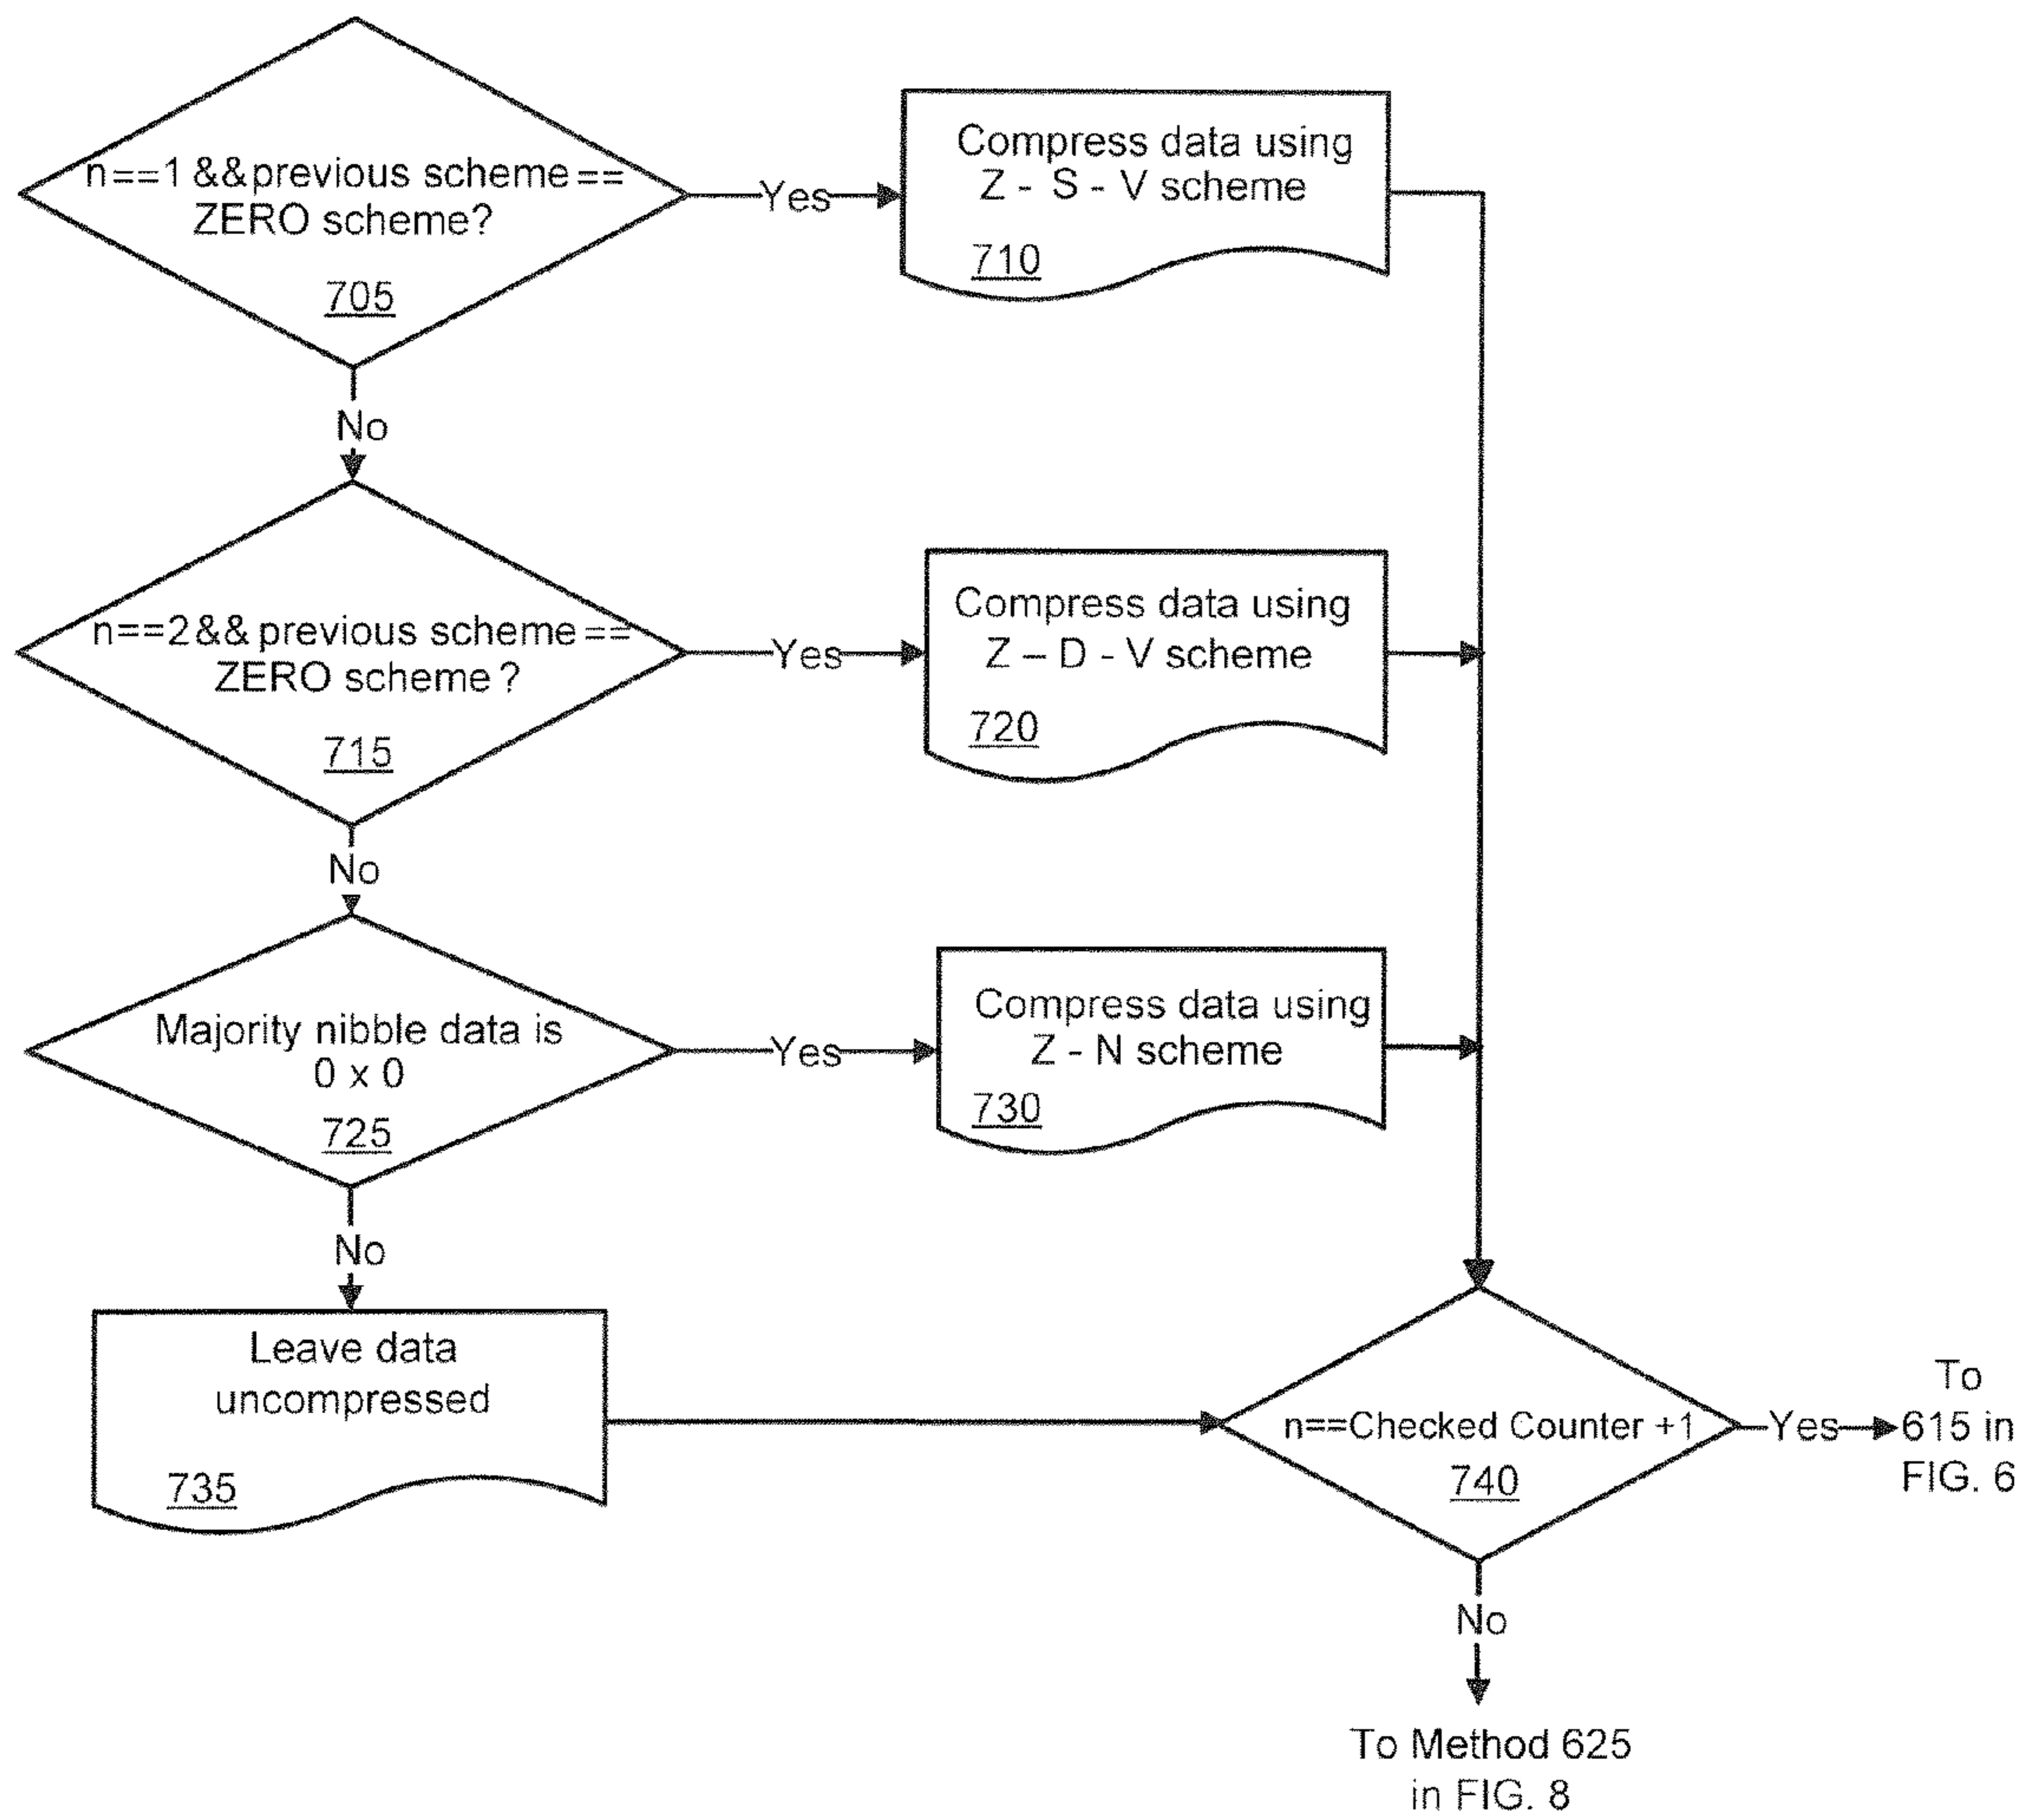 n==1 &&previous scheme==
ZERO scheme?
705
Yes
Compress data using
Z - S - V scheme
710
No
n==2&&previous scheme==
ZERO scheme?
715
Yes
Compress data using
Z – D - V scheme
720
No
Majority nibble data is
0 x 0
725
Yes
Compress data using
Z - N scheme
730
No
Leave data
uncompressed
735
n==Checked Counter +1
740
Yes
To
615 in
FIG. 6
No
To Method 625
in FIG. 8